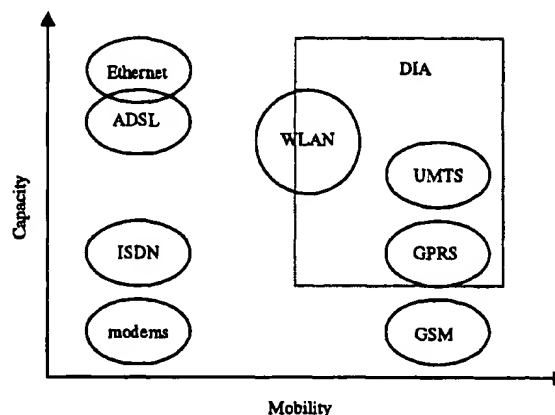 Ethernet
DIA
ADSL
WLAN
UMTS
Capacity
ISDN
GPRS
modems
GSM
Mobility